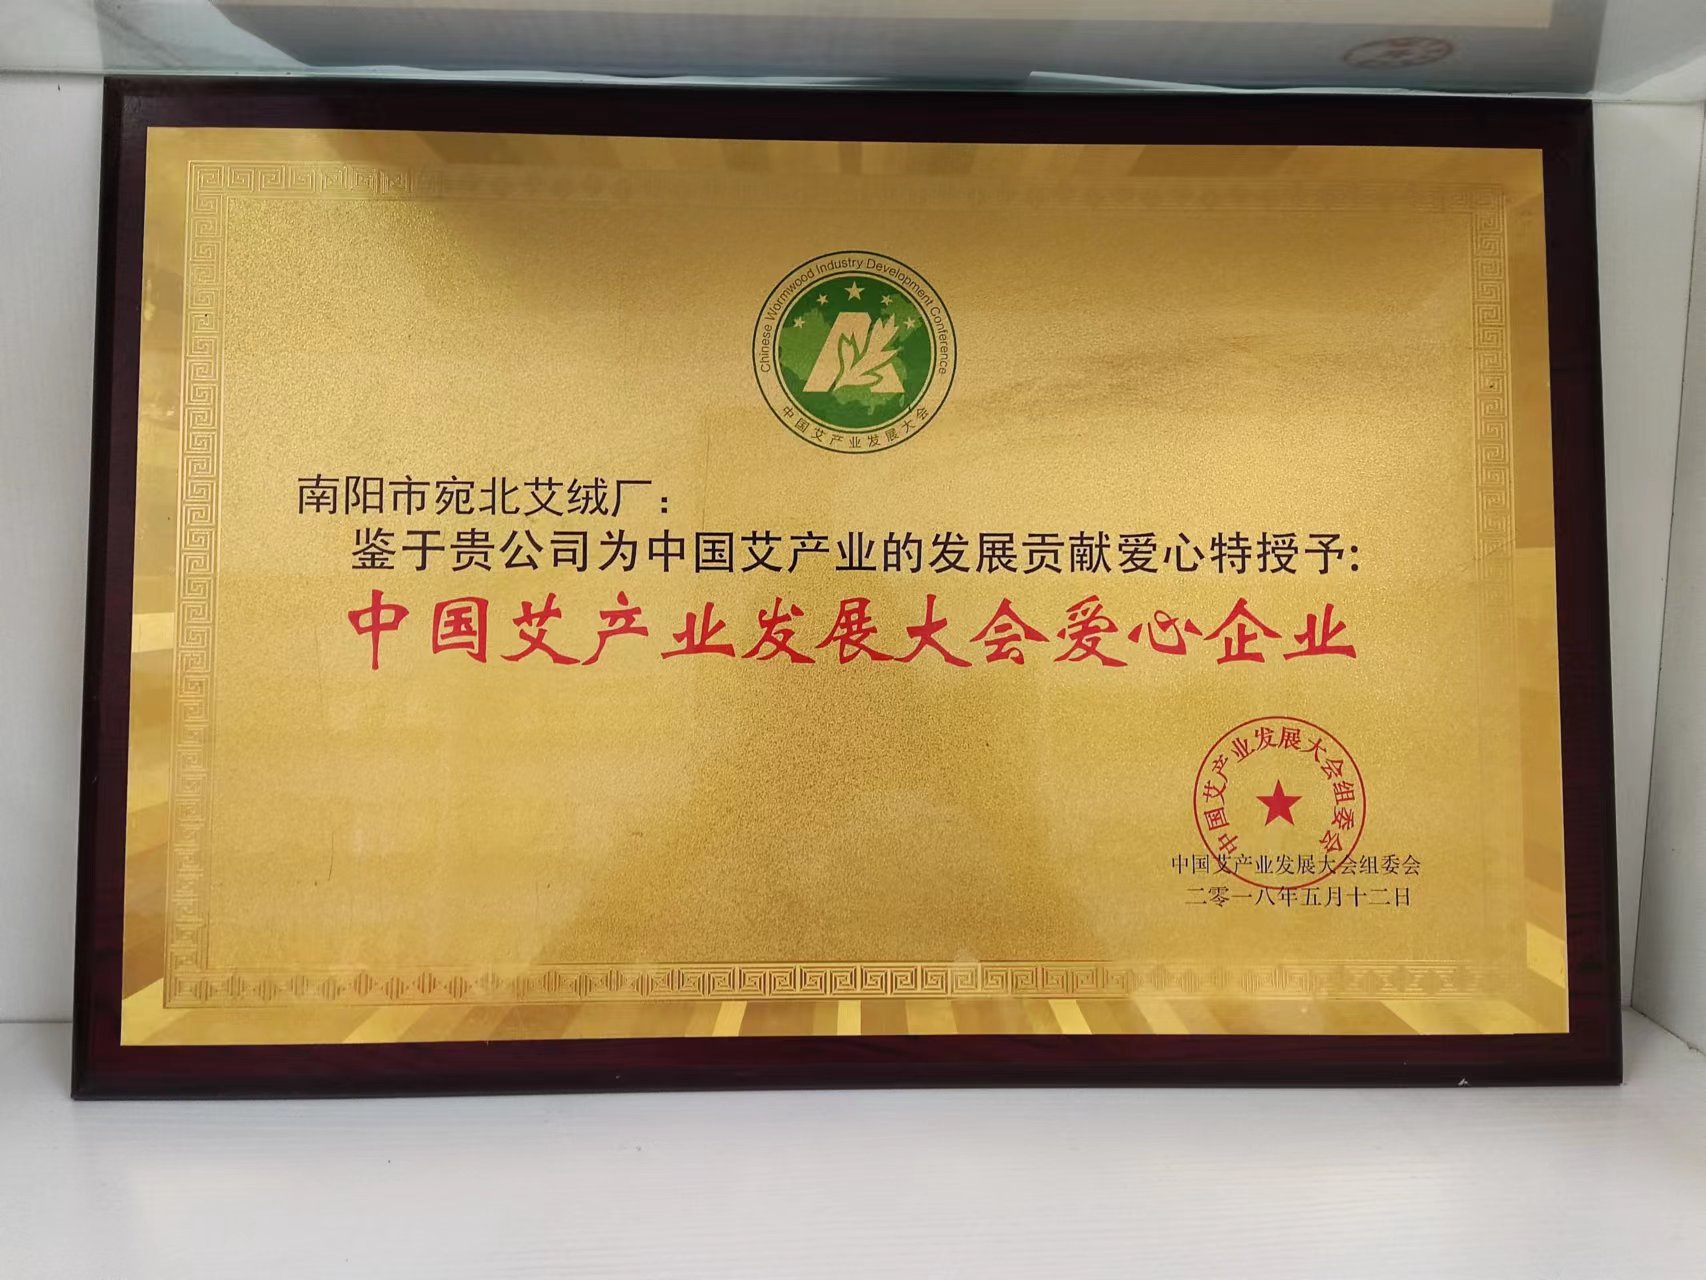 Chinese Wormwood Industry Development Conference
中国艾产业发展大会
南阳市宛北艾绒厂：
鉴于贵公司为中国艾产业的发展贡献爱心特授予:
中国艾产业发展大会爱心企业
中国艾产业发展大会组委会
中国艾产业发展大会组委会
二零一八年五月十二日